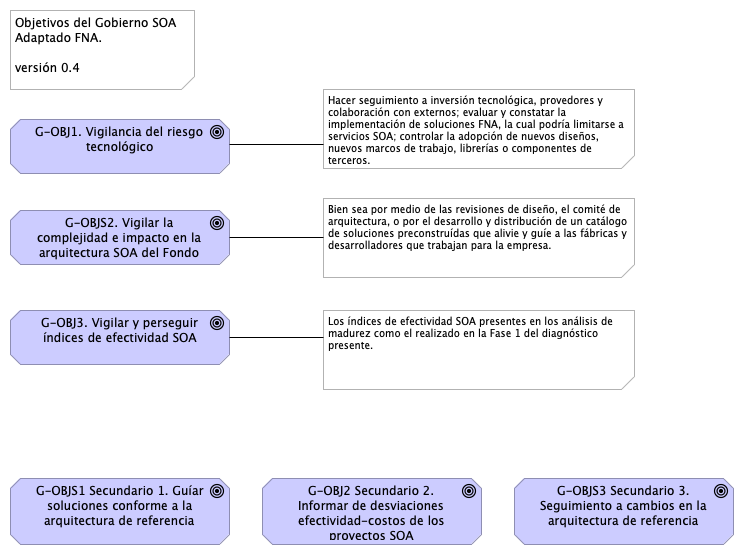 Objetivos del Gobierno SOA
Adaptado FNA.
versión 0.4
G-OBJ1. Vigilancia del riesgo
tecnológico
Hacer seguimiento a inversión tecnológica, provedores y
colaboración con externos; evaluar y constatar la
implementación de soluciones FNA, la cual podría limitarse a
servicios SOA; controlar la adopción de nuevos diseños,
nuevos marcos de trabajo, librerías o componentes de
terceros.
G-OBJS2. Vigilar la
complejidad e impacto en la
arquitectura SOA del Fondo
Bien sea por medio de las revisiones de diseño, el comité de
arquitectura, o por el desarrollo y distribución de un catálogo
de soluciones preconstruídas que alivie y guíe a las fábricas y
desarrolladores que trabajan para la empresa.
G-OBJ3. Vigilar y perseguir
índices de efectividad SOA
Los índices de efectividad SOA presentes en los análisis de
madurez como el realizado en la Fase 1 del diagnóstico
presente.
G-OBJS1 Secundario 1. Guíar
soluciones conforme a la
arquitectura de referencia
G-OBJ2 Secundario 2.
Informar de desviaciones
efectividad-costos de los
proyectos SOA
G-OBJS3 Secundario 3.
Seguimiento a cambios en la
arquitectura de referencia